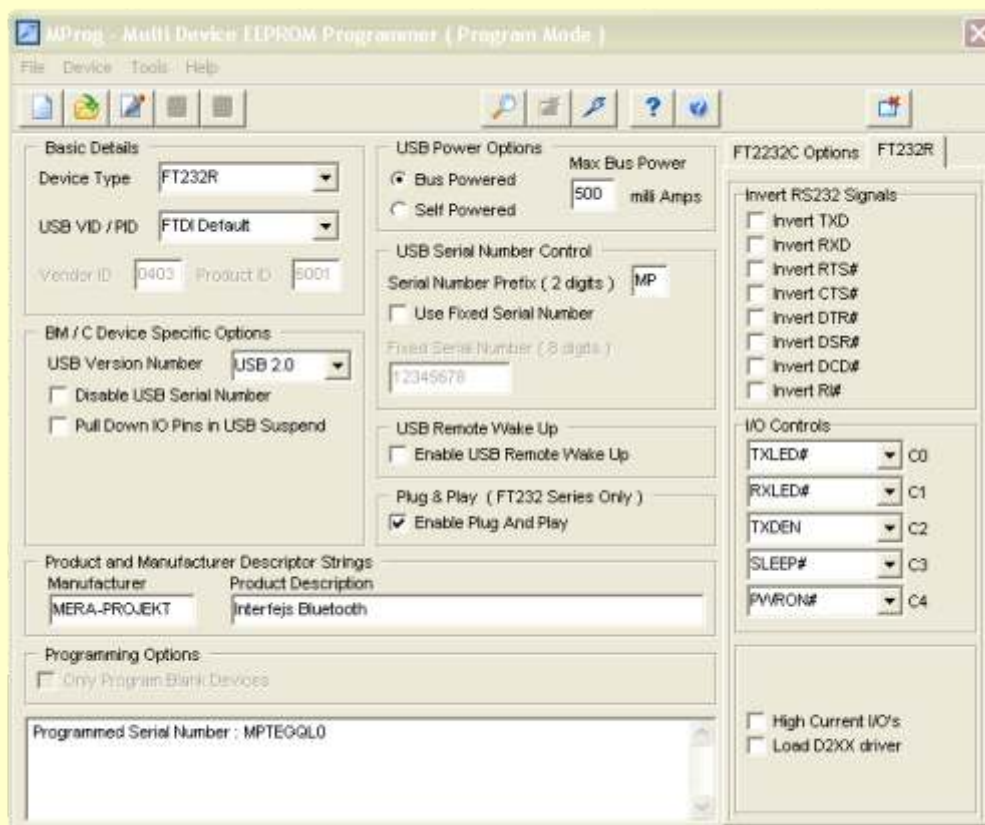 MProg - Multi Device EEPROM Programmer ( Program Mode )
File Device Tools Help
Basic Details
Device Type FT232R
USB VID / PID FTDI Default
Vendor ID 0403 Product ID 6001
BM / C Device Specific Options
USB Version Number USB 2.0
Disable USB Serial Number
Pull Down IO Pins in USB Suspend
USB Power Options
Bus Powered
Self Powered
Max Bus Power
500 milli Amps
USB Serial Number Control
Serial Number Prefix ( 2 digits ) MP
Use Fixed Serial Number
Fixed Serial Number ( 8 digits )
12345678
USB Remote Wake Up
Enable USB Remote Wake Up
Plug & Play ( FT232 Series Only )
Enable Plug And Play
Product and Manufacturer Descriptor Strings
Manufacturer Product Description
MERA-PROJEKT Interfejs Bluetooth
Programming Options
Only Program Blank Devices
Programmed Serial Number : MPTEGQL0
FT2232C Options FT232R
Invert RS232 Signals
Invert TXD
Invert RXD
Invert RTS#
Invert CTS#
Invert DTR#
Invert DSR#
Invert DCD#
Invert RI#
I/O Controls
TXLED# C0
RXLED# C1
TXDEN C2
SLEEP# C3
PWRON# C4
High Current I/O's
Load D2XX driver